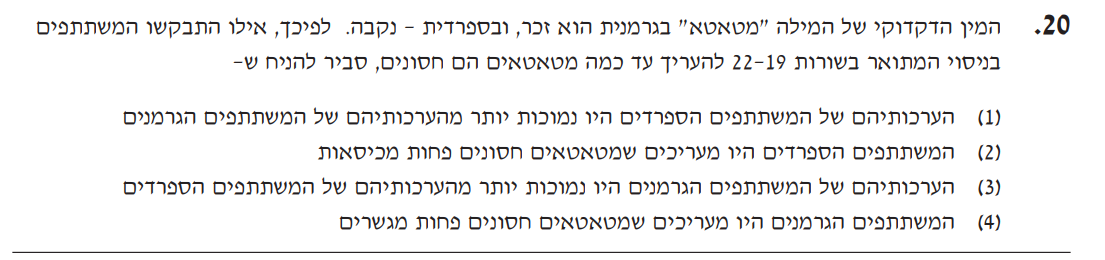 20. המין הדקדוקי של המילה "מטאטא" בגרמנית הוא זכר, ובספרדית - נקבה. לפיכך, אילו התבקשו המשתתפים
בניסוי המתואר בשורות 22-19 להעריך עד כמה מטאטאים הם חסונים, סביר להניח ש-
(1) הערכותיהם של המשתתפים הספרדים היו נמוכות יותר מהערכותיהם של המשתתפים הגרמנים
(2) המשתתפים הספרדים היו מעריכים שמטאטאים חסונים פחות מכיסאות
(3) הערכותיהם של המשתתפים הגרמנים היו נמוכות יותר מהערכותיהם של המשתתפים הספרדים
(4) המשתתפים הגרמנים היו מעריכים שמטאטאים חסונים פחות מגשרים